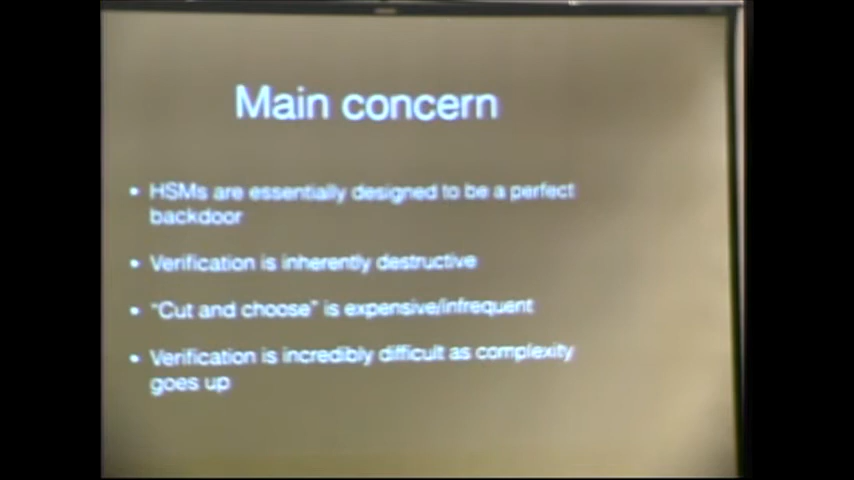 Main concern
• HSMs are essentially designed to be a perfect
backdoor
• Verification is inherently destructive
• "Cut and choose" is expensive/infrequent
• Verification is incredibly difficult as complexity
goes up